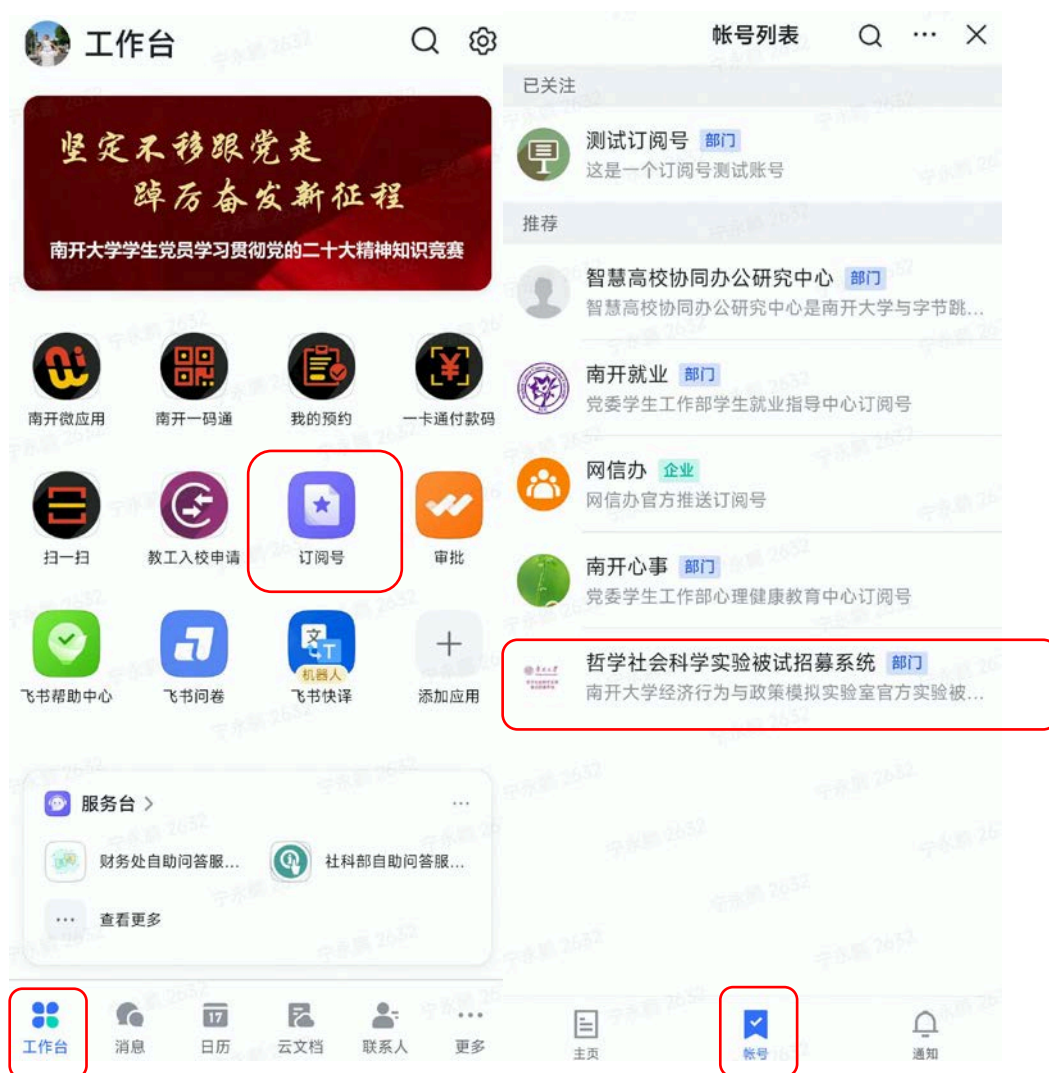 工作台
坚定不移跟党走
踔厉奋发新征程
南开大学学生党员学习贯彻党的二十大精神知识竞赛
南开微应用 南开一码通 我的预约 一卡通付款码
扫一扫 教工入校申请 订阅号 审批
机器人
飞书帮助中心 飞书问卷 飞书快译 添加应用
服务台
财务处自助问答服... 社科部自助问答服...
查看更多
17
工作台 消息 日历 云文档 联系人 更多
帐号列表
已关注
测试订阅号 部门
这是一个订阅号测试账号
推荐
智慧高校协同办公研究中心 部门
智慧高校协同办公研究中心是南开大学与字节跳...
南开就业 部门
党委学生工作部学生就业指导中心订阅号
网信办 企业
网信办官方推送订阅号
南开心事 部门
党委学生工作部心理健康教育中心订阅号
哲学社会科学实验被试招募系统 部门
南开大学经济行为与政策模拟实验室官方实验被...
主页 帐号 通知
宁永鹏 2632